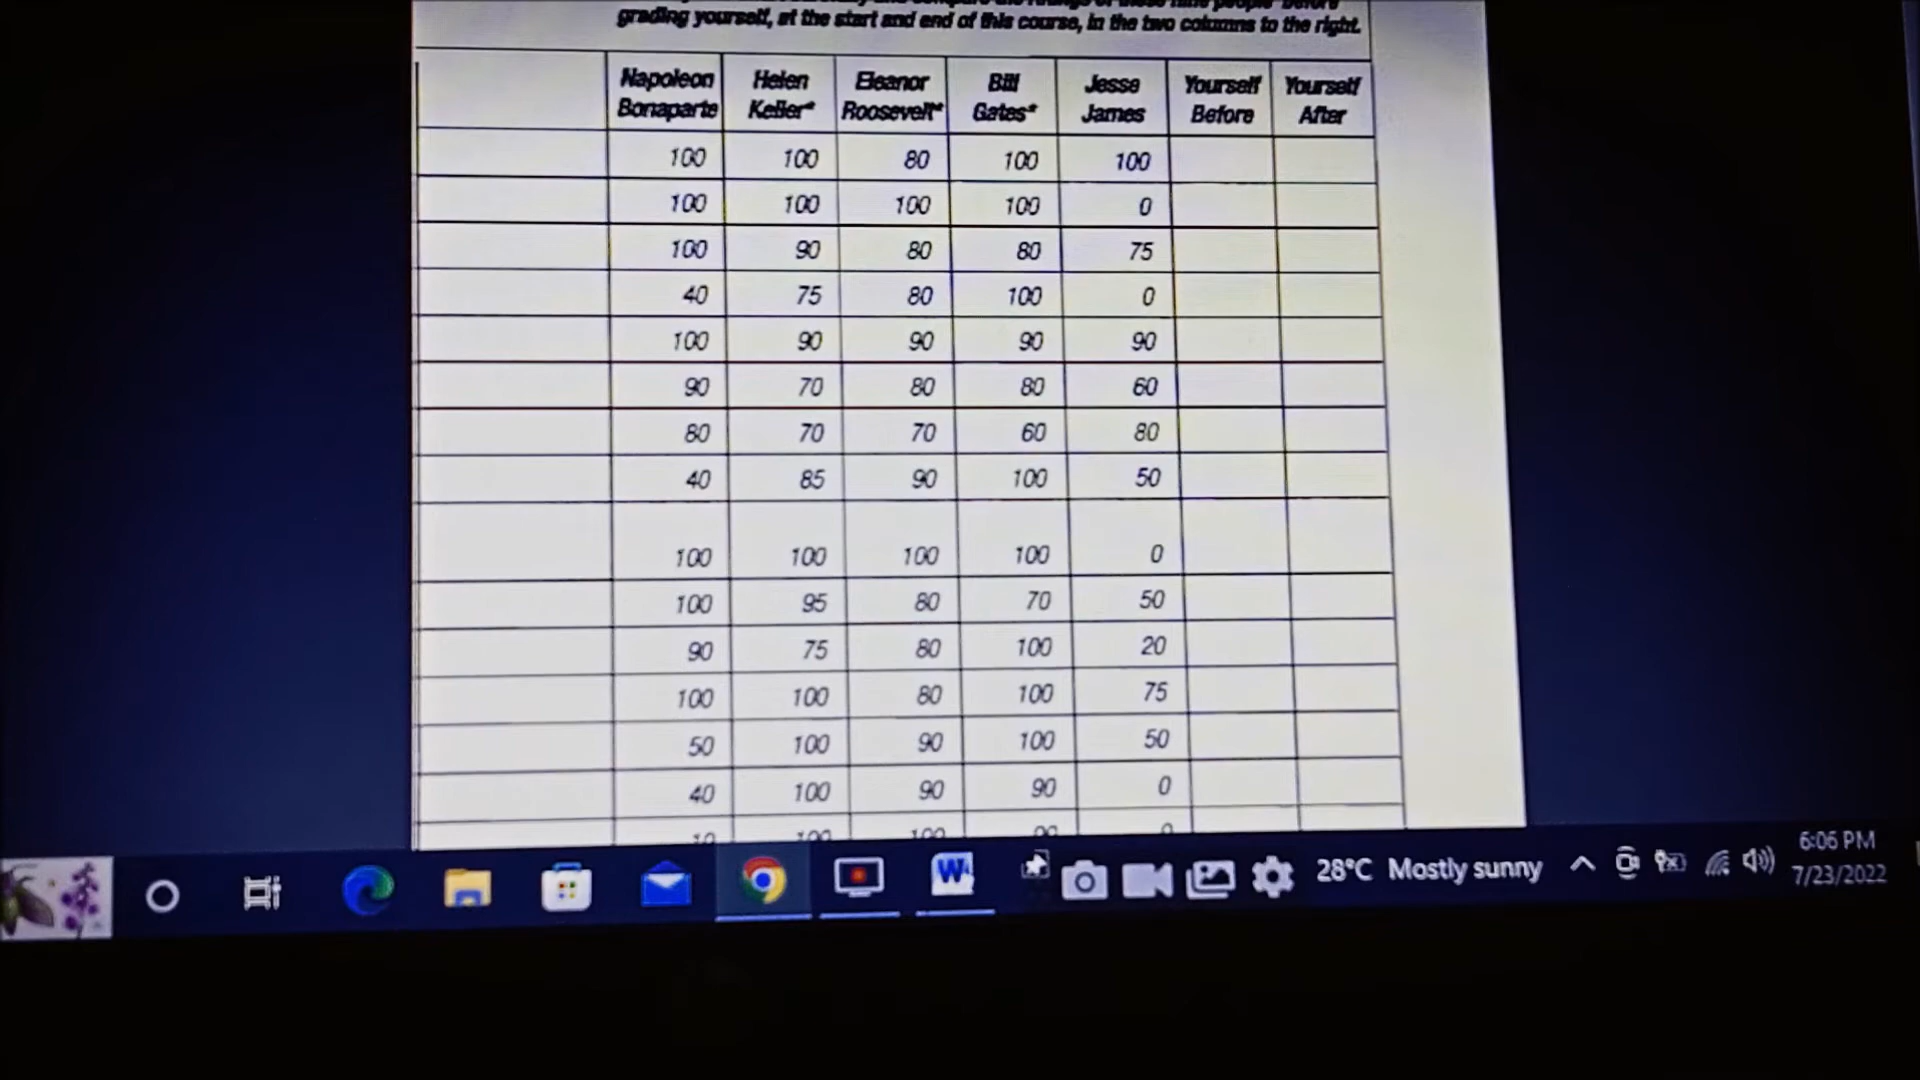 grading yourself, at the start and end of this course, in the two columns to the right.
Napoleon Bonaparte Helen Keller* Eleanor Roosevelt* Bill Gates* Jesse James Yourself Before Yourself After
100 100 80 100 100
100 100 100 100 0
100 90 80 80 75
40 75 80 100 0
100 90 90 90 90
90 70 80 80 60
80 70 70 60 80
40 85 90 100 50
100 100 100 100 0
100 95 80 70 50
90 75 80 100 20
100 100 80 100 75
50 100 90 100 50
40 100 90 90 0
W
28°C Mostly sunny
6:06 PM
7/23/2022